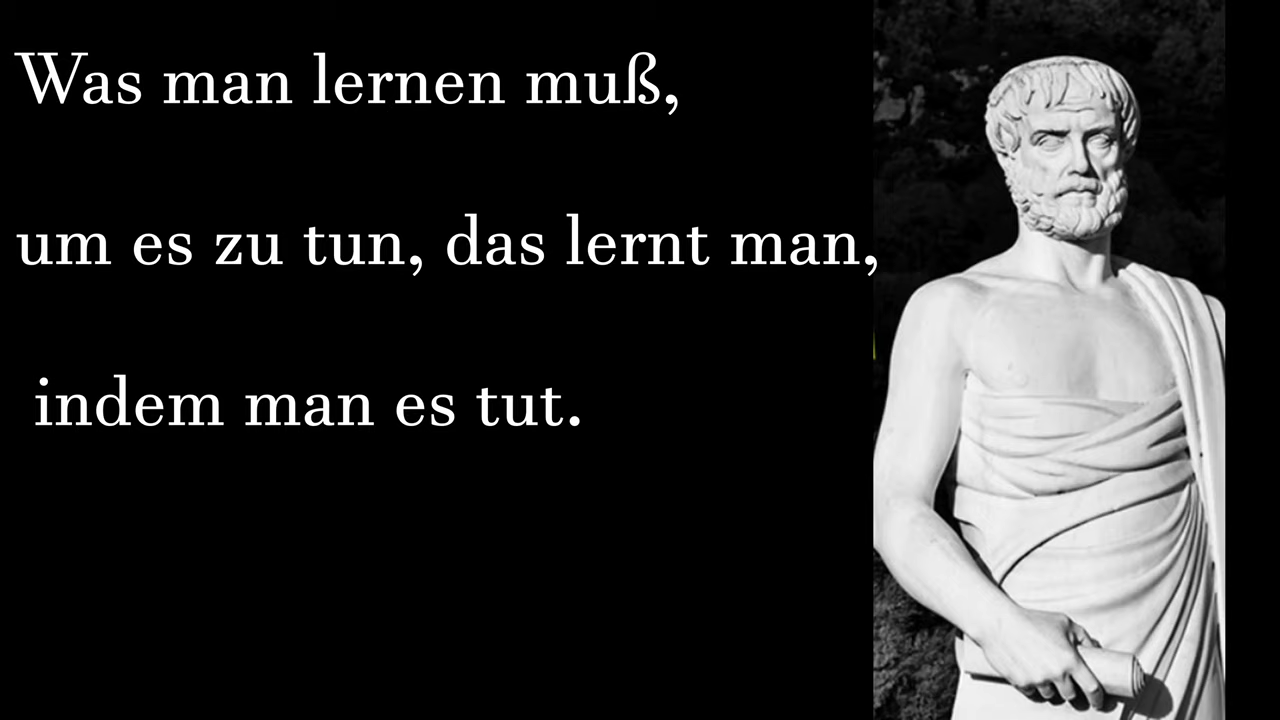 Was man lernen muß,
um es zu tun, das lernt man,
indem man es tut.